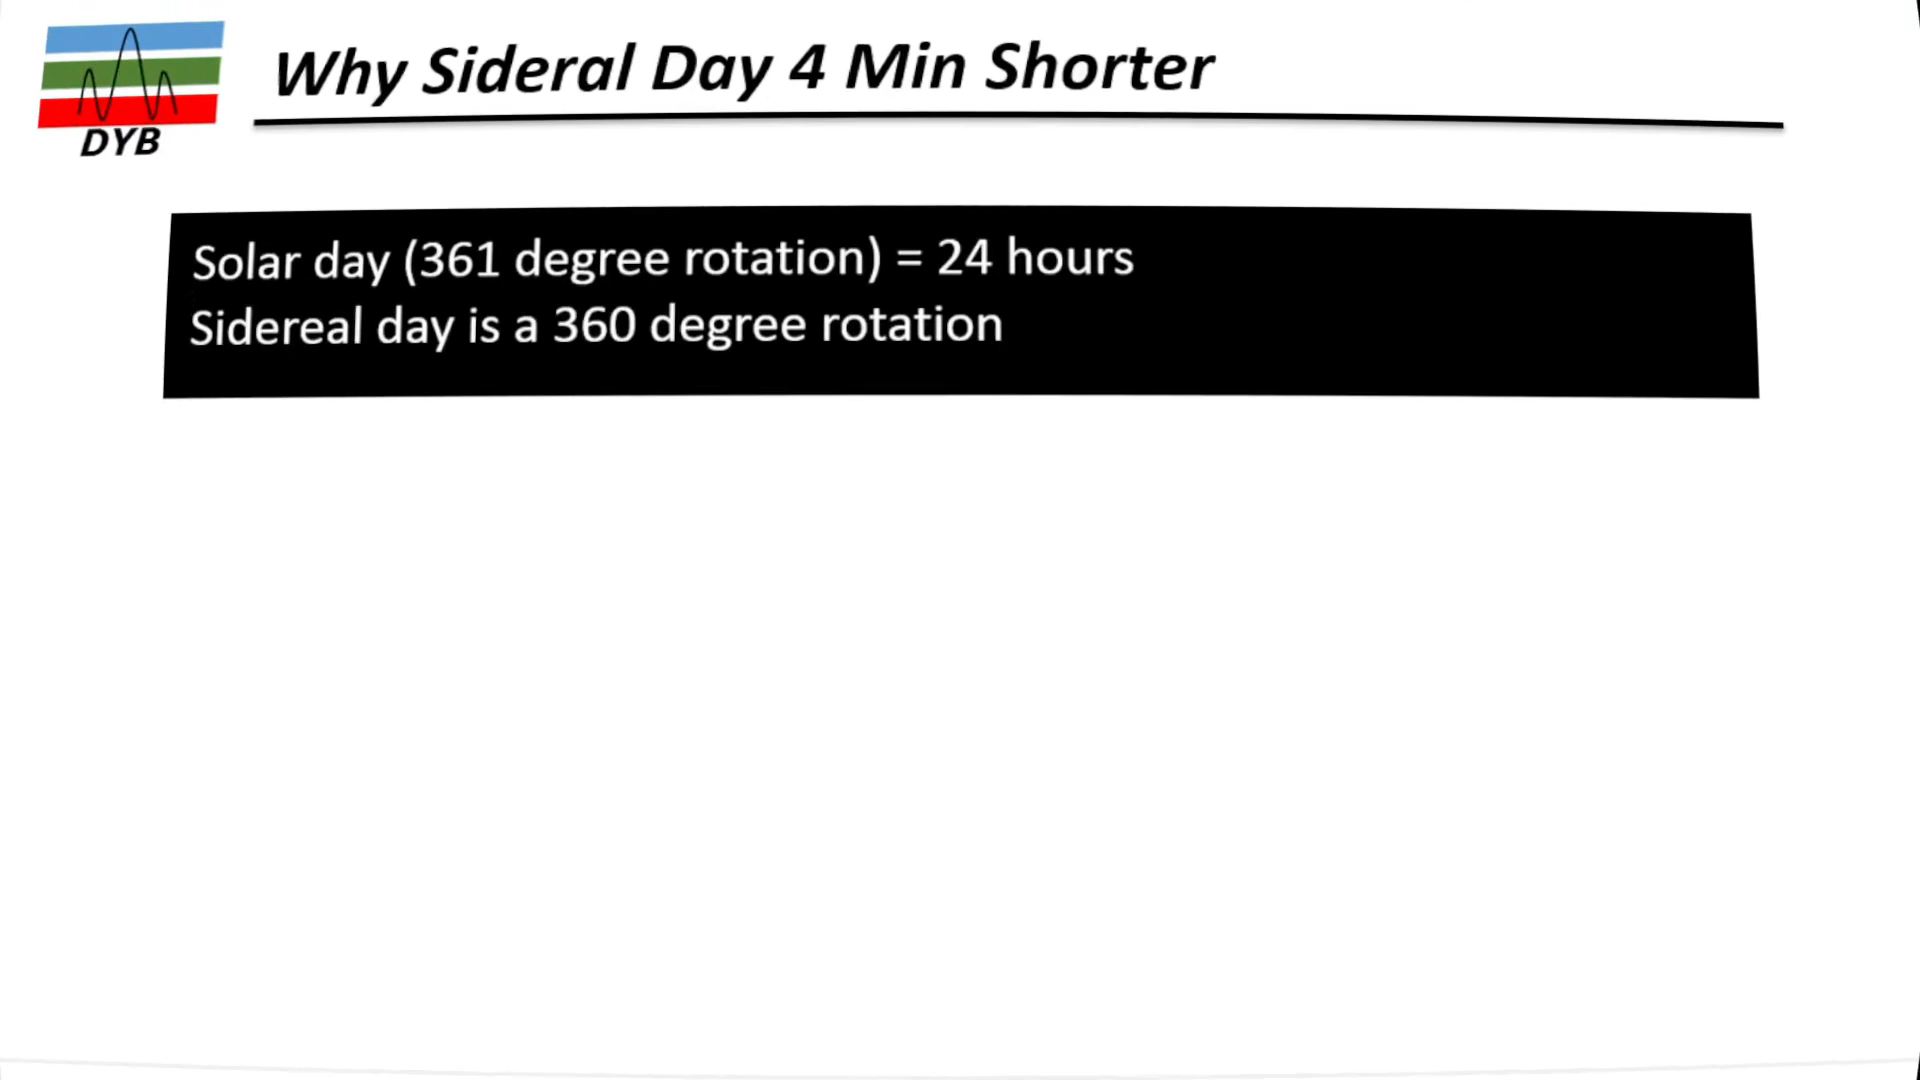 Why Sideral Day 4 Min Shorter
DYB
Solar day (361 degree rotation) = 24 hours
Sidereal day is a 360 degree rotation